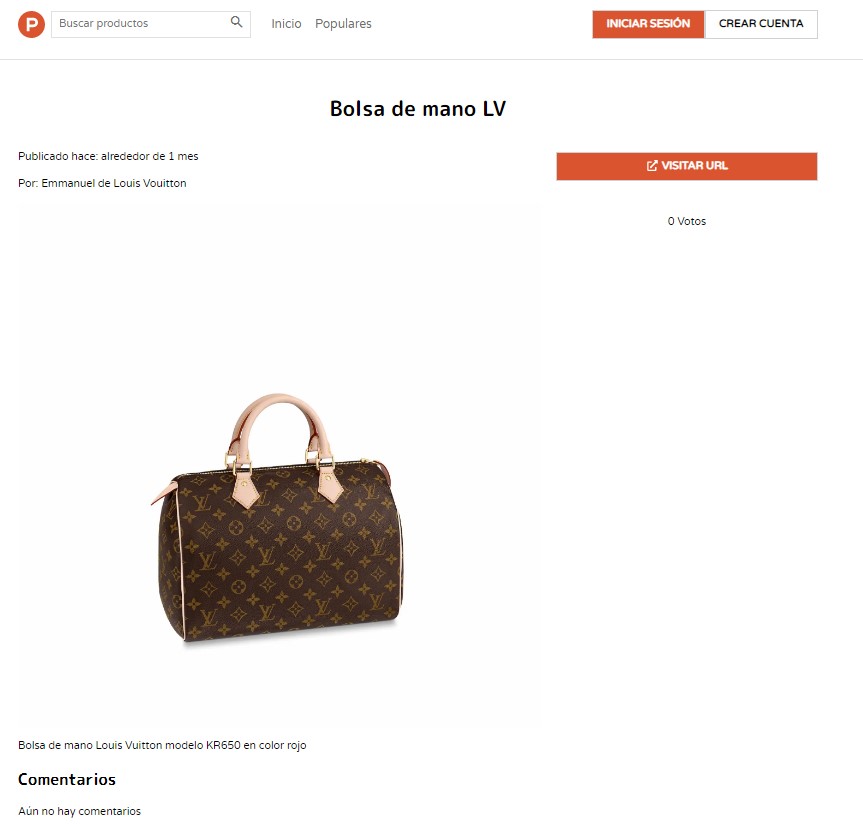 P
Buscar productos
Inicio
Populares
INICIAR SESIÓN
CREAR CUENTA
Bolsa de mano LV
Publicado hace: alrededor de 1 mes
Por: Emmanuel de Louis Vouitton
VISITAR URL
0 Votos
Bolsa de mano Louis Vuitton modelo KR650 en color rojo
Comentarios
Aún no hay comentarios